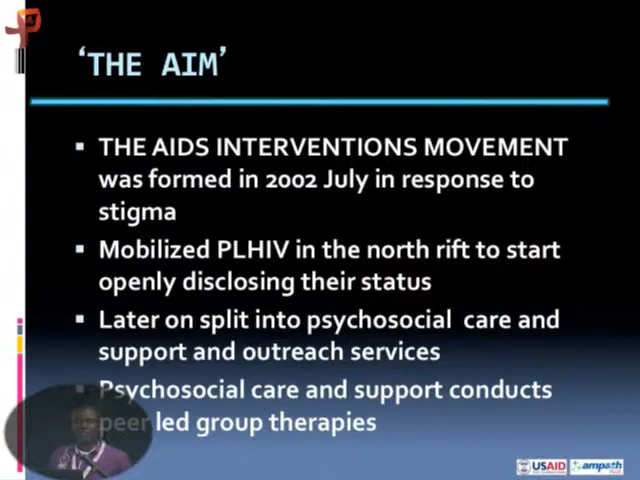 ‘THE AIM’
▪ THE AIDS INTERVENTIONS MOVEMENT
was formed in 2002 July in response to
stigma
▪ Mobilized PLHIV in the north rift to start
openly disclosing their status
▪ Later on split into psychosocial  care and
support and outreach services
▪ Psychosocial care and support conducts
peer led group therapies
USAID
ampath